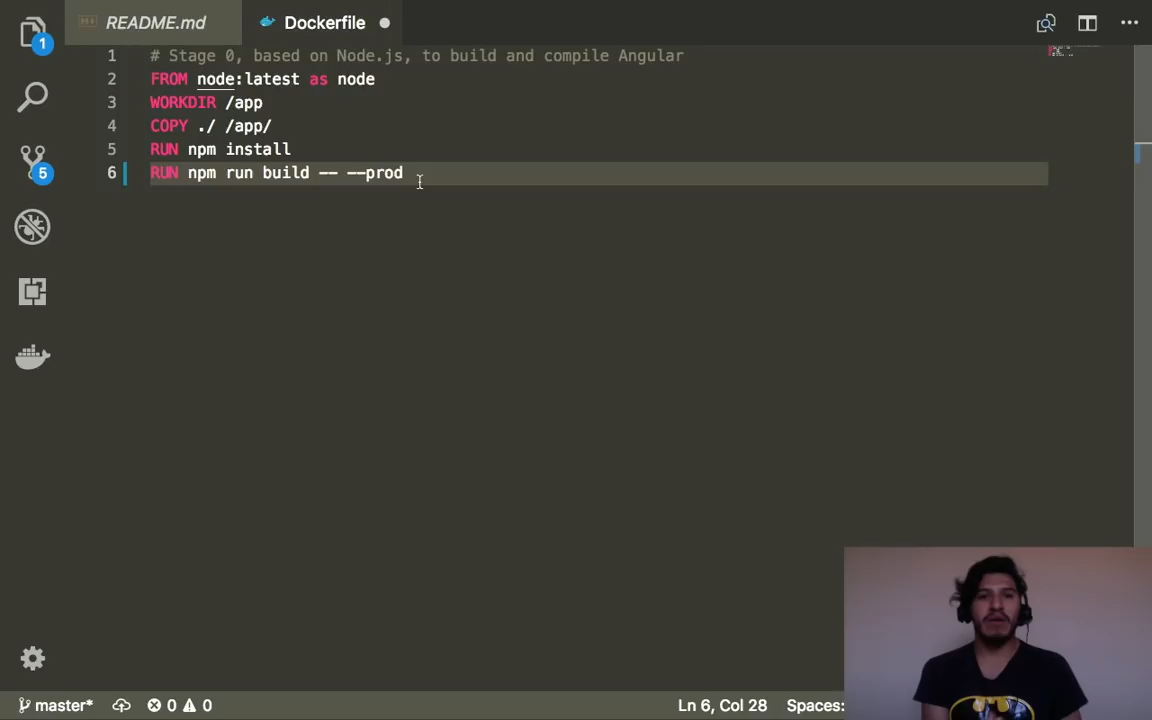 README.md
Dockerfile
1
5
1 # Stage 0, based on Node.js, to build and compile Angular
2 FROM node:latest as node
3 WORKDIR /app
4 COPY ./ /app/
5 RUN npm install
6 RUN npm run build -- --prod
master*
0 0
Ln 6, Col 28
Spaces: